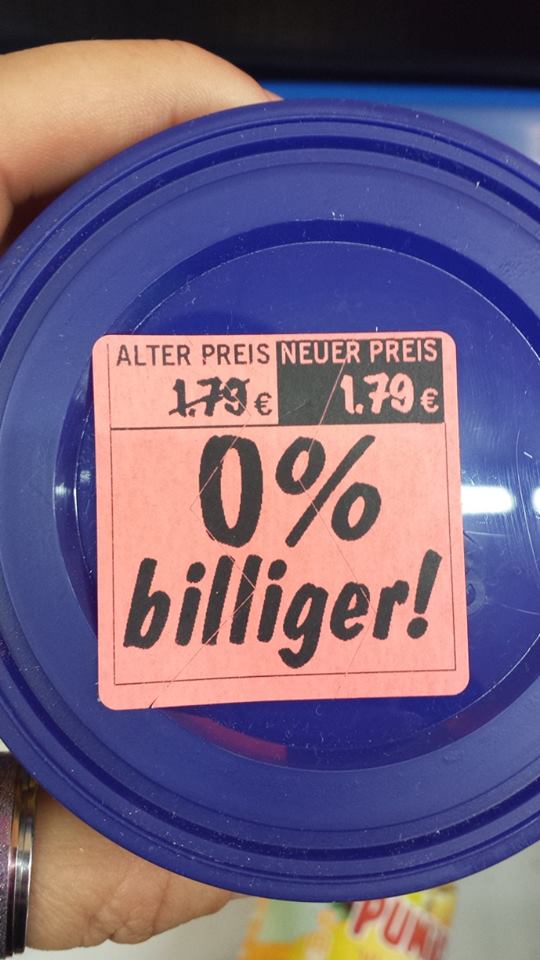 ALTER PREIS NEUER PREIS
1.79 € 1.79 €
0%
billiger!